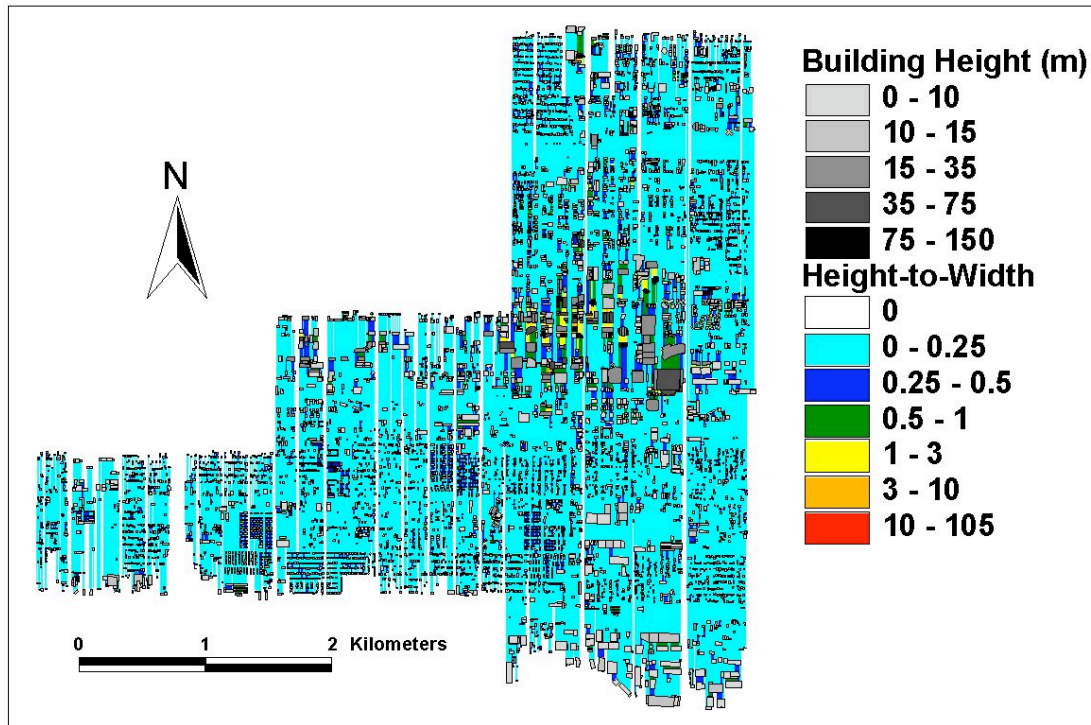 Building Height (m)
0 - 10
10 - 15
15 - 35
35 - 75
75 - 150
Height-to-Width
0
0 - 0.25
0.25 - 0.5
0.5 - 1
1 - 3
3 - 10
10 - 105
N
0 1 2 Kilometers